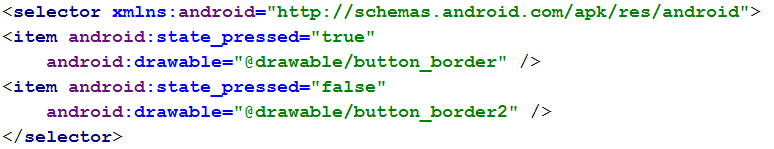 <selector xmlns:android="http://schemas.android.com/apk/res/android">
<item android:state_pressed="true"
    android:drawable="@drawable/button_border" />
<item android:state_pressed="false"
    android:drawable="@drawable/button_border2" />
</selector>